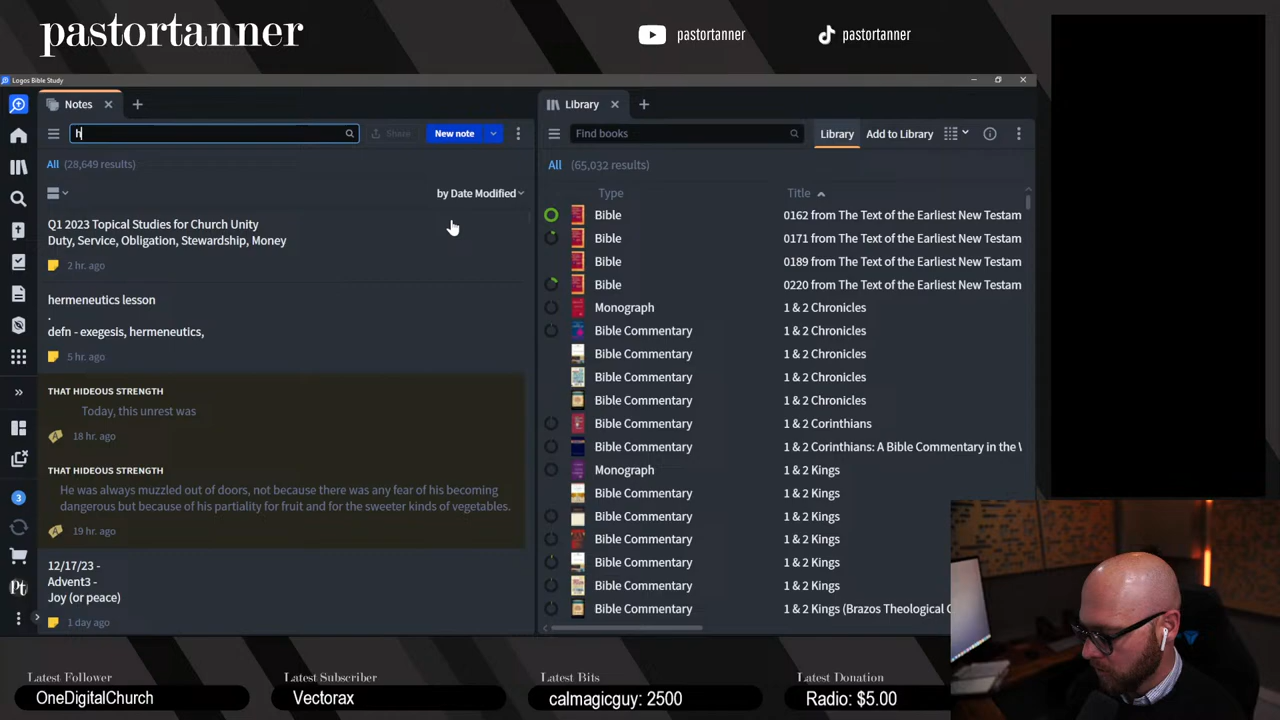 pastortanner
pastortanner
pastortanner
Logos Bible Study
Notes
Library
h
Share
New note
Find books
Library
Add to Library
All (28,649 results)
All (65,032 results)
by Date Modified
Type
Title
Q1 2023 Topical Studies for Church Unity
Duty, Service, Obligation, Stewardship, Money
2 hr. ago
hermeneutics lesson
.
defn - exegesis, hermeneutics,
5 hr. ago
THAT HIDEOUS STRENGTH
Today, this unrest was
A
18 hr. ago
THAT HIDEOUS STRENGTH
He was always muzzled out of doors, not because there was any fear of his becoming
dangerous but because of his partiality for fruit and for the sweeter kinds of vegetables.
A
19 hr. ago
12/17/23 -
Advent3 -
Joy (or peace)
1 day ago
3
Pt
Bible 0162 from The Text of the Earliest New Testam
Bible 0171 from The Text of the Earliest New Testam
Bible 0189 from The Text of the Earliest New Testam
Bible 0220 from The Text of the Earliest New Testam
Monograph 1 & 2 Chronicles
Bible Commentary 1 & 2 Chronicles
Bible Commentary 1 & 2 Chronicles
Bible Commentary 1 & 2 Chronicles
Bible Commentary 1 & 2 Chronicles
Bible Commentary 1 & 2 Corinthians
Bible Commentary 1 & 2 Corinthians: A Bible Commentary in the W
Monograph 1 & 2 Kings
Bible Commentary 1 & 2 Kings
Bible Commentary 1 & 2 Kings
Bible Commentary 1 & 2 Kings
Bible Commentary 1 & 2 Kings
Bible Commentary 1 & 2 Kings
Bible Commentary 1 & 2 Kings (Brazos Theological C
Latest Follower
OneDigitalChurch
Latest Subscriber
Vectorax
Latest Bits
calmagicguy: 2500
Latest Donation
Radio: $5.00